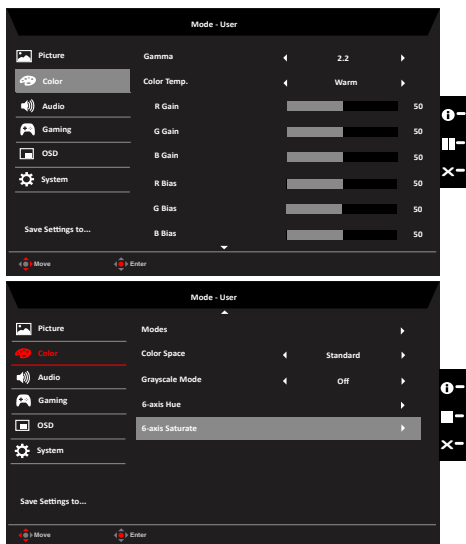 Mode - User
Picture
Gamma 2.2
Color
Color Temp. Warm
Audio
R Gain 50
Gaming
G Gain 50
OSD
B Gain 50
System
R Bias 50
G Bias 50
Save Settings to...
B Bias 50
Move Enter
Mode - User
Picture
Modes
Color
Color Space Standard
Audio
Grayscale Mode Off
Gaming
6-axis Hue
OSD
6-axis Saturate
System
Save Settings to...
Move Enter